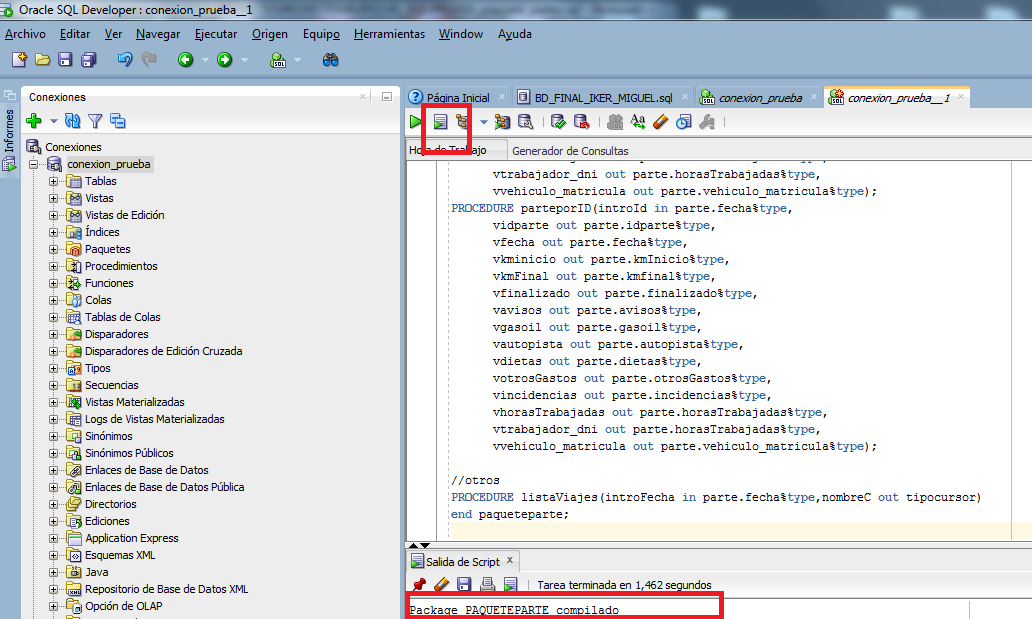 Oracle SQL Developer : conexion_prueba__1
Archivo Editar Ver Navegar Ejecutar Origen Equipo Herramientas Window Ayuda
Conexiones
Informes
Conexiones
conexion_prueba
Tablas
Vistas
Vistas de Edición
Índices
Paquetes
Procedimientos
Funciones
Colas
Tablas de Colas
Disparadores
Disparadores de Edición Cruzada
Tipos
Secuencias
Vistas Materializadas
Logs de Vistas Materializadas
Sinónimos
Sinónimos Públicos
Enlaces de Base de Datos
Enlaces de Base de Datos Pública
Directorios
Ediciones
Application Express
Esquemas XML
Java
Repositorio de Base de Datos XML
Opción de OLAP
Página Inicial BD_FINAL_IKER_MIGUEL.sql conexion_prueba conexion_prueba__1
Hoja de Trabajo Generador de Consultas
vtrabajador_dni out parte.horasTrabajadas%type,
vvehiculo_matricula out parte.vehiculo_matricula%type);
PROCEDURE parteporID(introId in parte.fecha%type,
vidparte out parte.idparte%type,
vfecha out parte.fecha%type,
vkminicio out parte.kmInicio%type,
vkmFinal out parte.kmfinal%type,
vfinalizado out parte.finalizado%type,
vavisos out parte.avisos%type,
vgasoil out parte.gasoil%type,
vautopista out parte.autopista%type,
vdietas out parte.dietas%type,
votrosGastos out parte.otrosGastos%type,
vincidencias out parte.incidencias%type,
vhorasTrabajadas out parte.horasTrabajadas%type,
vtrabajador_dni out parte.horasTrabajadas%type,
vvehiculo_matricula out parte.vehiculo_matricula%type);
//otros
PROCEDURE listaViajes(introFecha in parte.fecha%type,nombreC out tipocursor)
end paqueteparte;
Salida de Script
Tarea terminada en 1,462 segundos
Package PAQUETEPARTE compilado